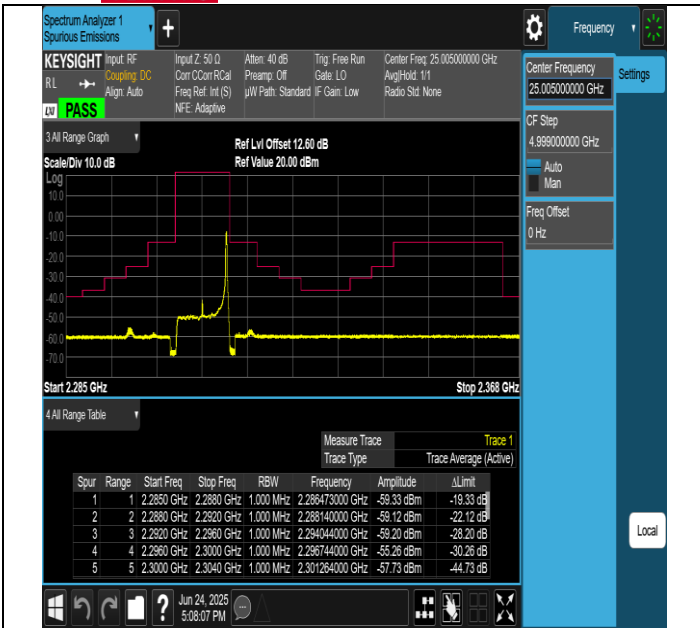 Spectrum Analyzer 1
Spurious Emissions
Frequency
KEYSIGHT
RL
LXI
PASS
Input: RF
Coupling: DC
Align: Auto
Input Z: 50 Ω
Corr CCorr RCal
Freq Ref: Int (S)
NFE: Adaptive
Atten: 40 dB
Preamp: Off
µW Path: Standard
Trig: Free Run
Gate: LO
IF Gain: Low
Center Freq: 25.005000000 GHz
Avg|Hold: 1/1
Radio Std: None
Center Frequency
25.005000000 GHz
Settings
CF Step
4.999000000 GHz
Auto
Man
Freq Offset
0 Hz
3 All Range Graph
Ref Lvl Offset 12.60 dB
Scale/Div 10.0 dB
Ref Value 20.00 dBm
Log
10.0
0.00
-10.0
-20.0
-30.0
-40.0
-50.0
-60.0
-70.0
Start 2.285 GHz
Stop 2.368 GHz
4 All Range Table
Measure Trace Trace 1
Trace Type Trace Average (Active)
Spur Range Start Freq Stop Freq RBW Frequency Amplitude ΔLimit
1 1 2.2850 GHz 2.2880 GHz 1.000 MHz 2.286473000 GHz -59.33 dBm -19.33 dB
2 2 2.2880 GHz 2.2920 GHz 1.000 MHz 2.288140000 GHz -59.12 dBm -22.12 dB
3 3 2.2920 GHz 2.2960 GHz 1.000 MHz 2.294044000 GHz -59.20 dBm -28.20 dB
4 4 2.2960 GHz 2.3000 GHz 1.000 MHz 2.296744000 GHz -55.26 dBm -30.26 dB
5 5 2.3000 GHz 2.3040 GHz 1.000 MHz 2.301264000 GHz -57.73 dBm -44.73 dB
Local
Jun 24, 2025
5:08:07 PM